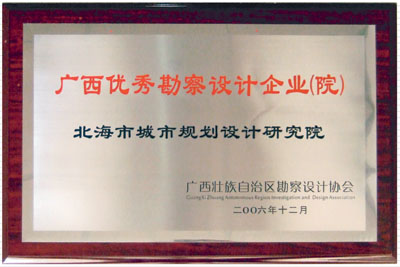 广西优秀勘察设计企业(院)
北海市城市规划设计研究院
广西壮族自治区勘察设计协会
GuangXi Zhuang Autonomous Region Investigation and Design Association
二〇〇六年十二月